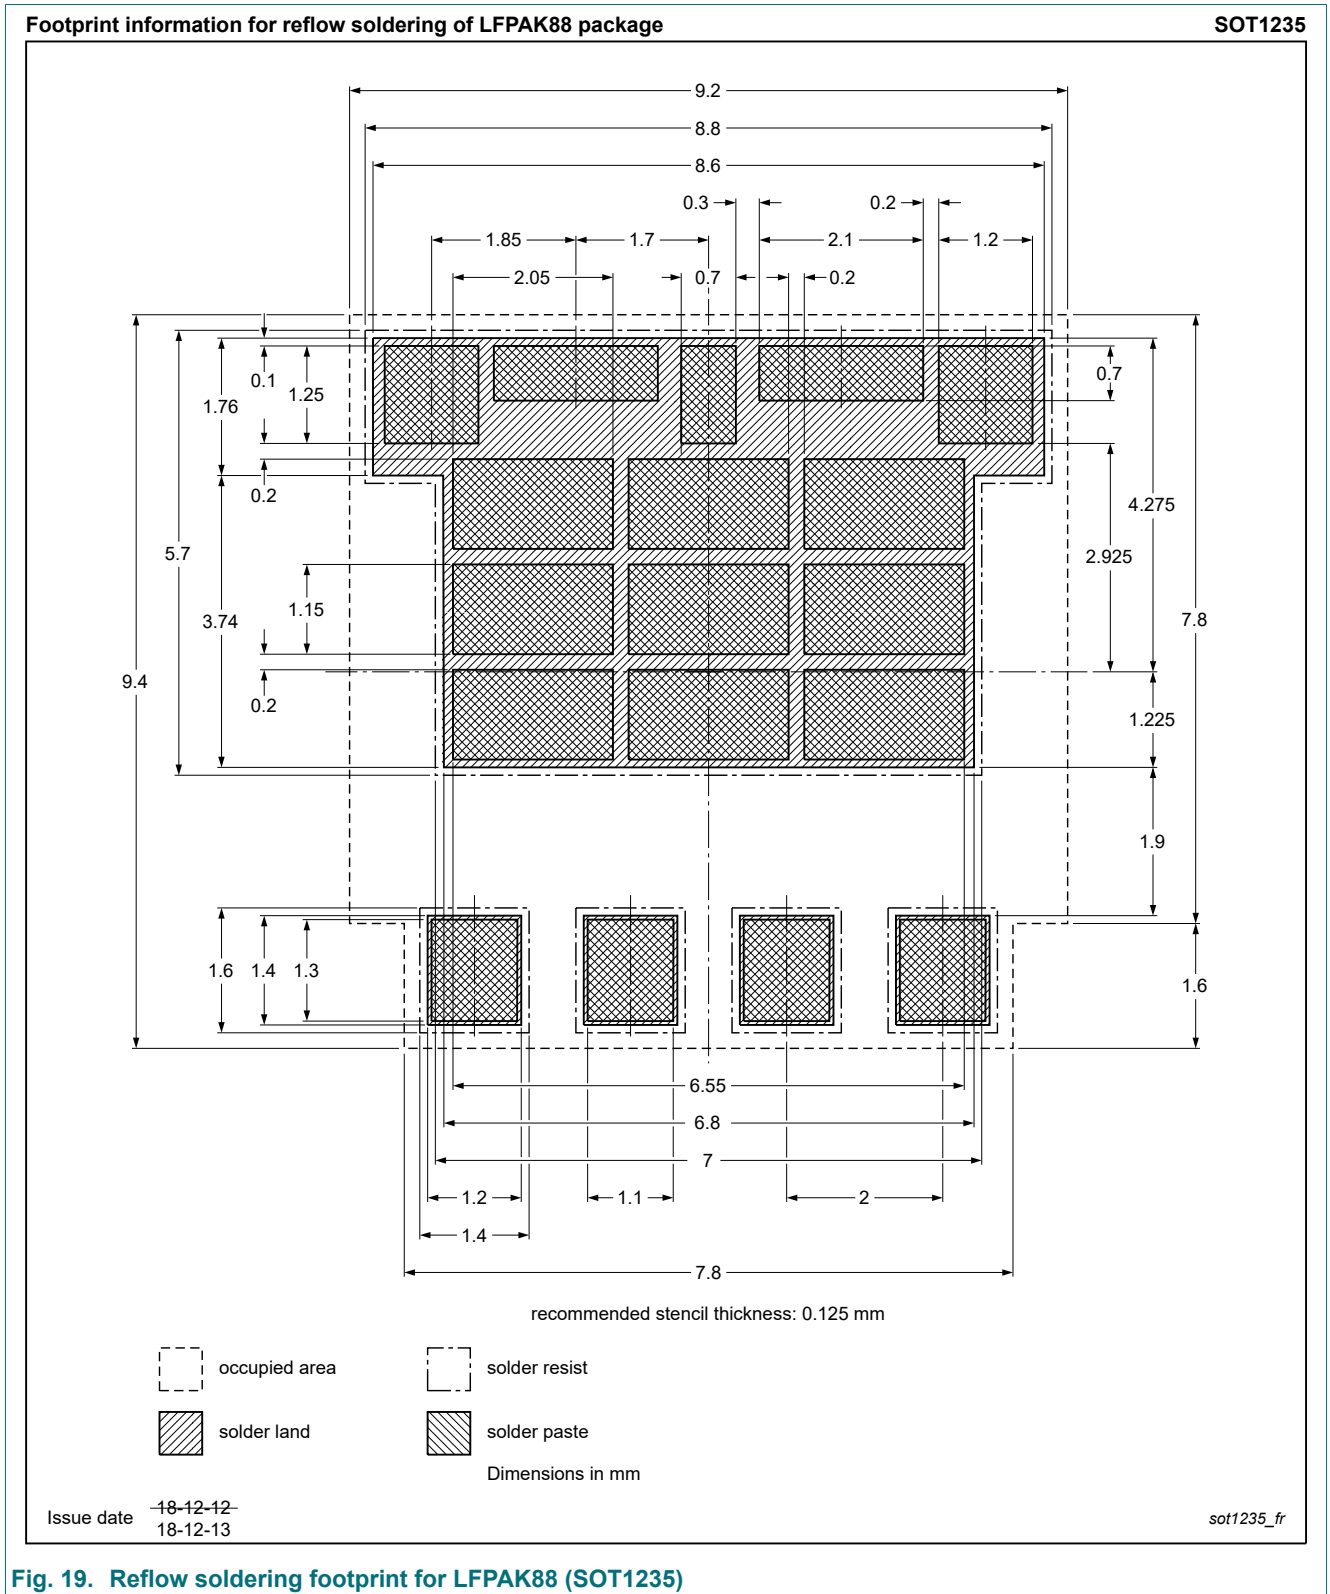 Footprint information for reflow soldering of LFPAK88 package SOT1235
9.2
8.8
8.6
0.3 0.2
1.85 1.7 2.1 1.2
2.05 0.7 0.2
0.1 1.25 0.7
1.76
0.2 4.275
5.7 2.925
3.74 1.15 7.8
9.4
0.2 1.225
1.9
1.6 1.4 1.3 1.6
6.55
6.8
7
1.2 1.1 2
1.4
7.8
recommended stencil thickness: 0.125 mm
occupied area solder resist
solder land solder paste
Dimensions in mm
Issue date 18-12-12
18-12-13
sot1235_fr
Fig. 19. Reflow soldering footprint for LFPAK88 (SOT1235)